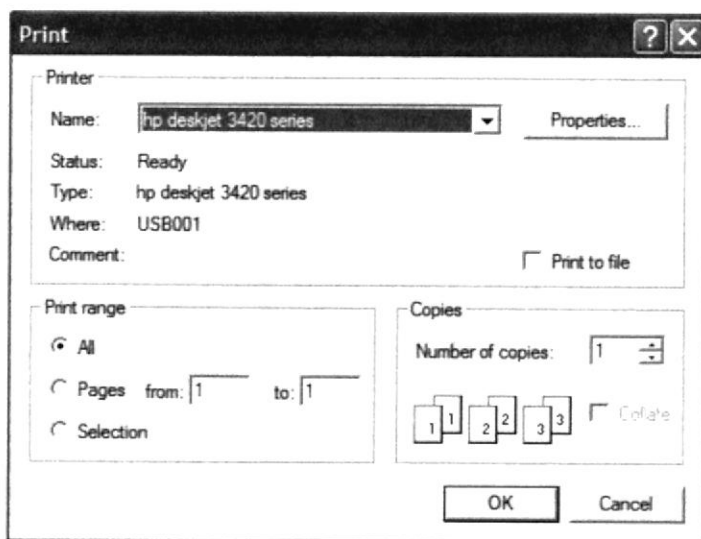 Print
Printer
Name: hp deskjet 3420 series Properties...
Status: Ready
Type: hp deskjet 3420 series
Where: USB001
Comment: Print to file
Print range
All
Pages from: 1 to: 1
Selection
Copies
Number of copies: 1
1 1 2 2 3 3 Collate
OK Cancel